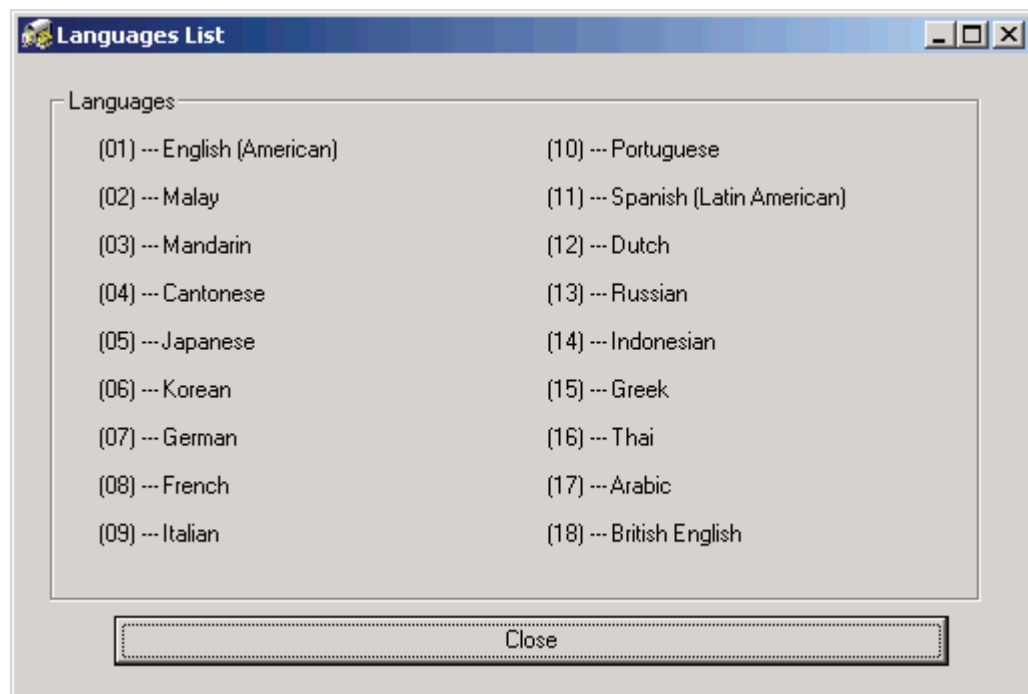 Languages List
Languages
(01) --- English (American)
(02) --- Malay
(03) --- Mandarin
(04) --- Cantonese
(05) --- Japanese
(06) --- Korean
(07) --- German
(08) --- French
(09) --- Italian
(10) --- Portuguese
(11) --- Spanish (Latin American)
(12) --- Dutch
(13) --- Russian
(14) --- Indonesian
(15) --- Greek
(16) --- Thai
(17) --- Arabic
(18) --- British English
Close